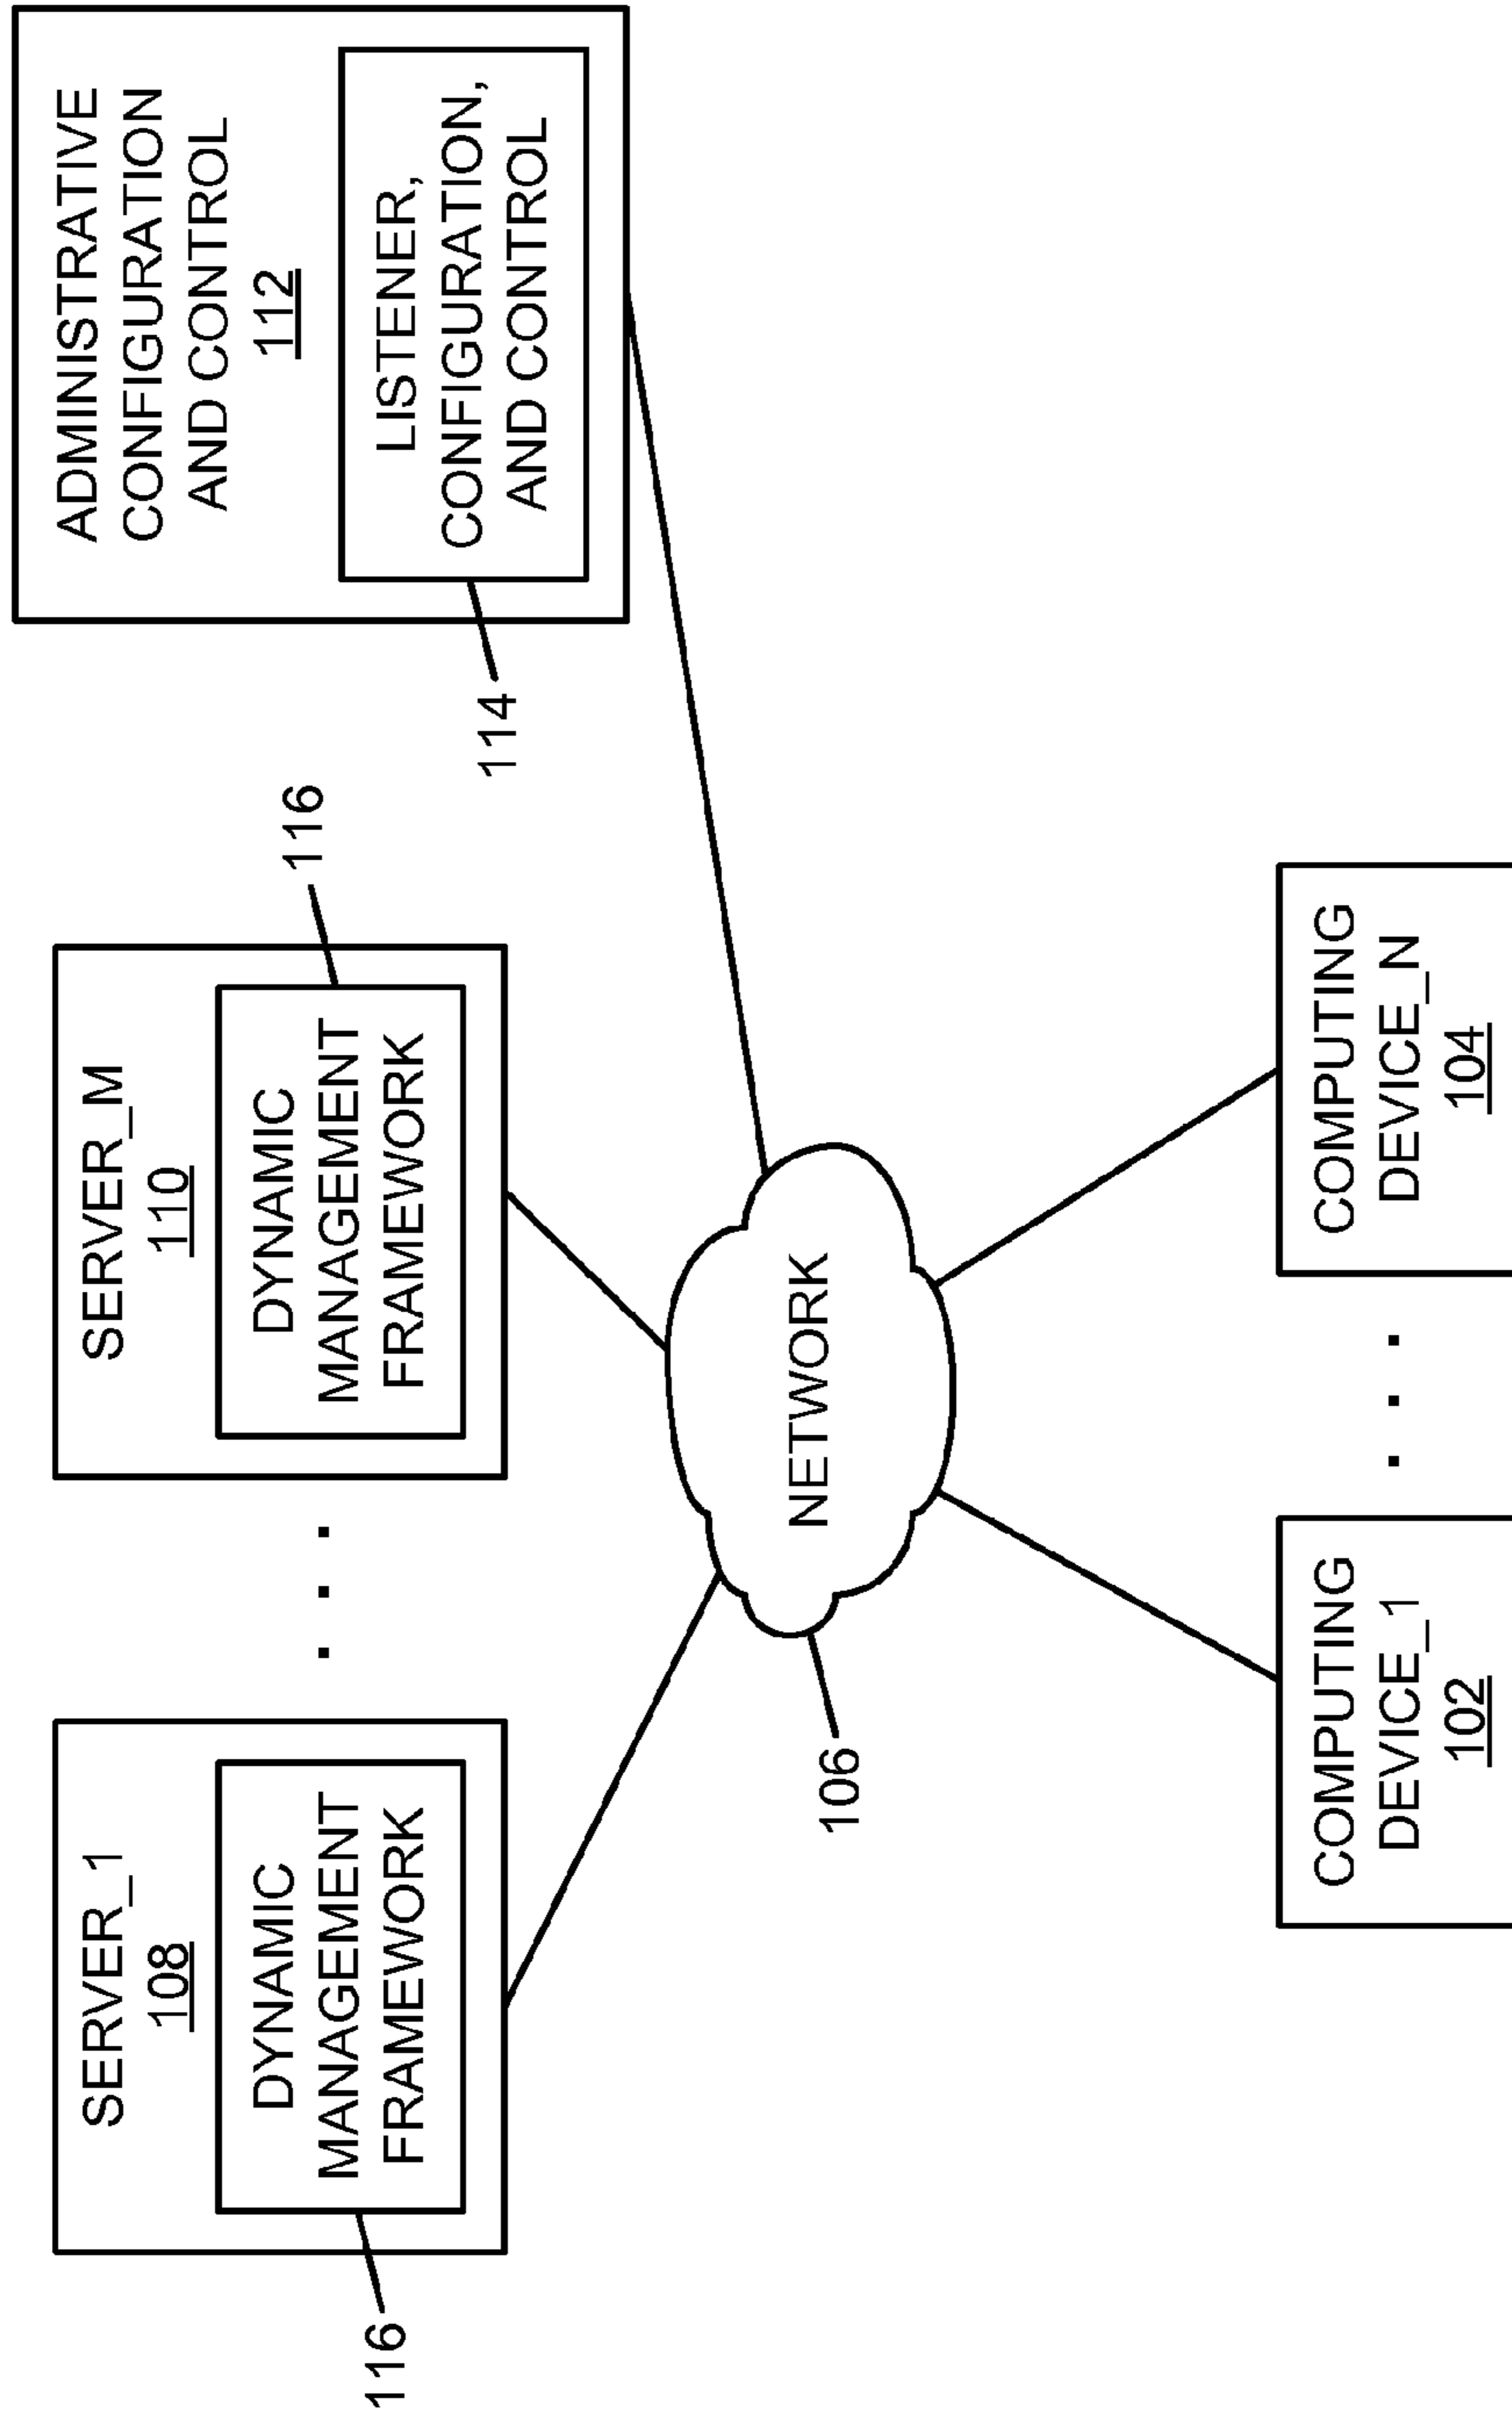 SERVER_1
108
DYNAMIC
MANAGEMENT
FRAMEWORK
116
SERVER_M
110
DYNAMIC
MANAGEMENT
FRAMEWORK
116
ADMINISTRATIVE
CONFIGURATION
AND CONTROL
112
LISTENER,
CONFIGURATION,
AND CONTROL
114
NETWORK
106
COMPUTING
DEVICE_1
102
COMPUTING
DEVICE_N
104